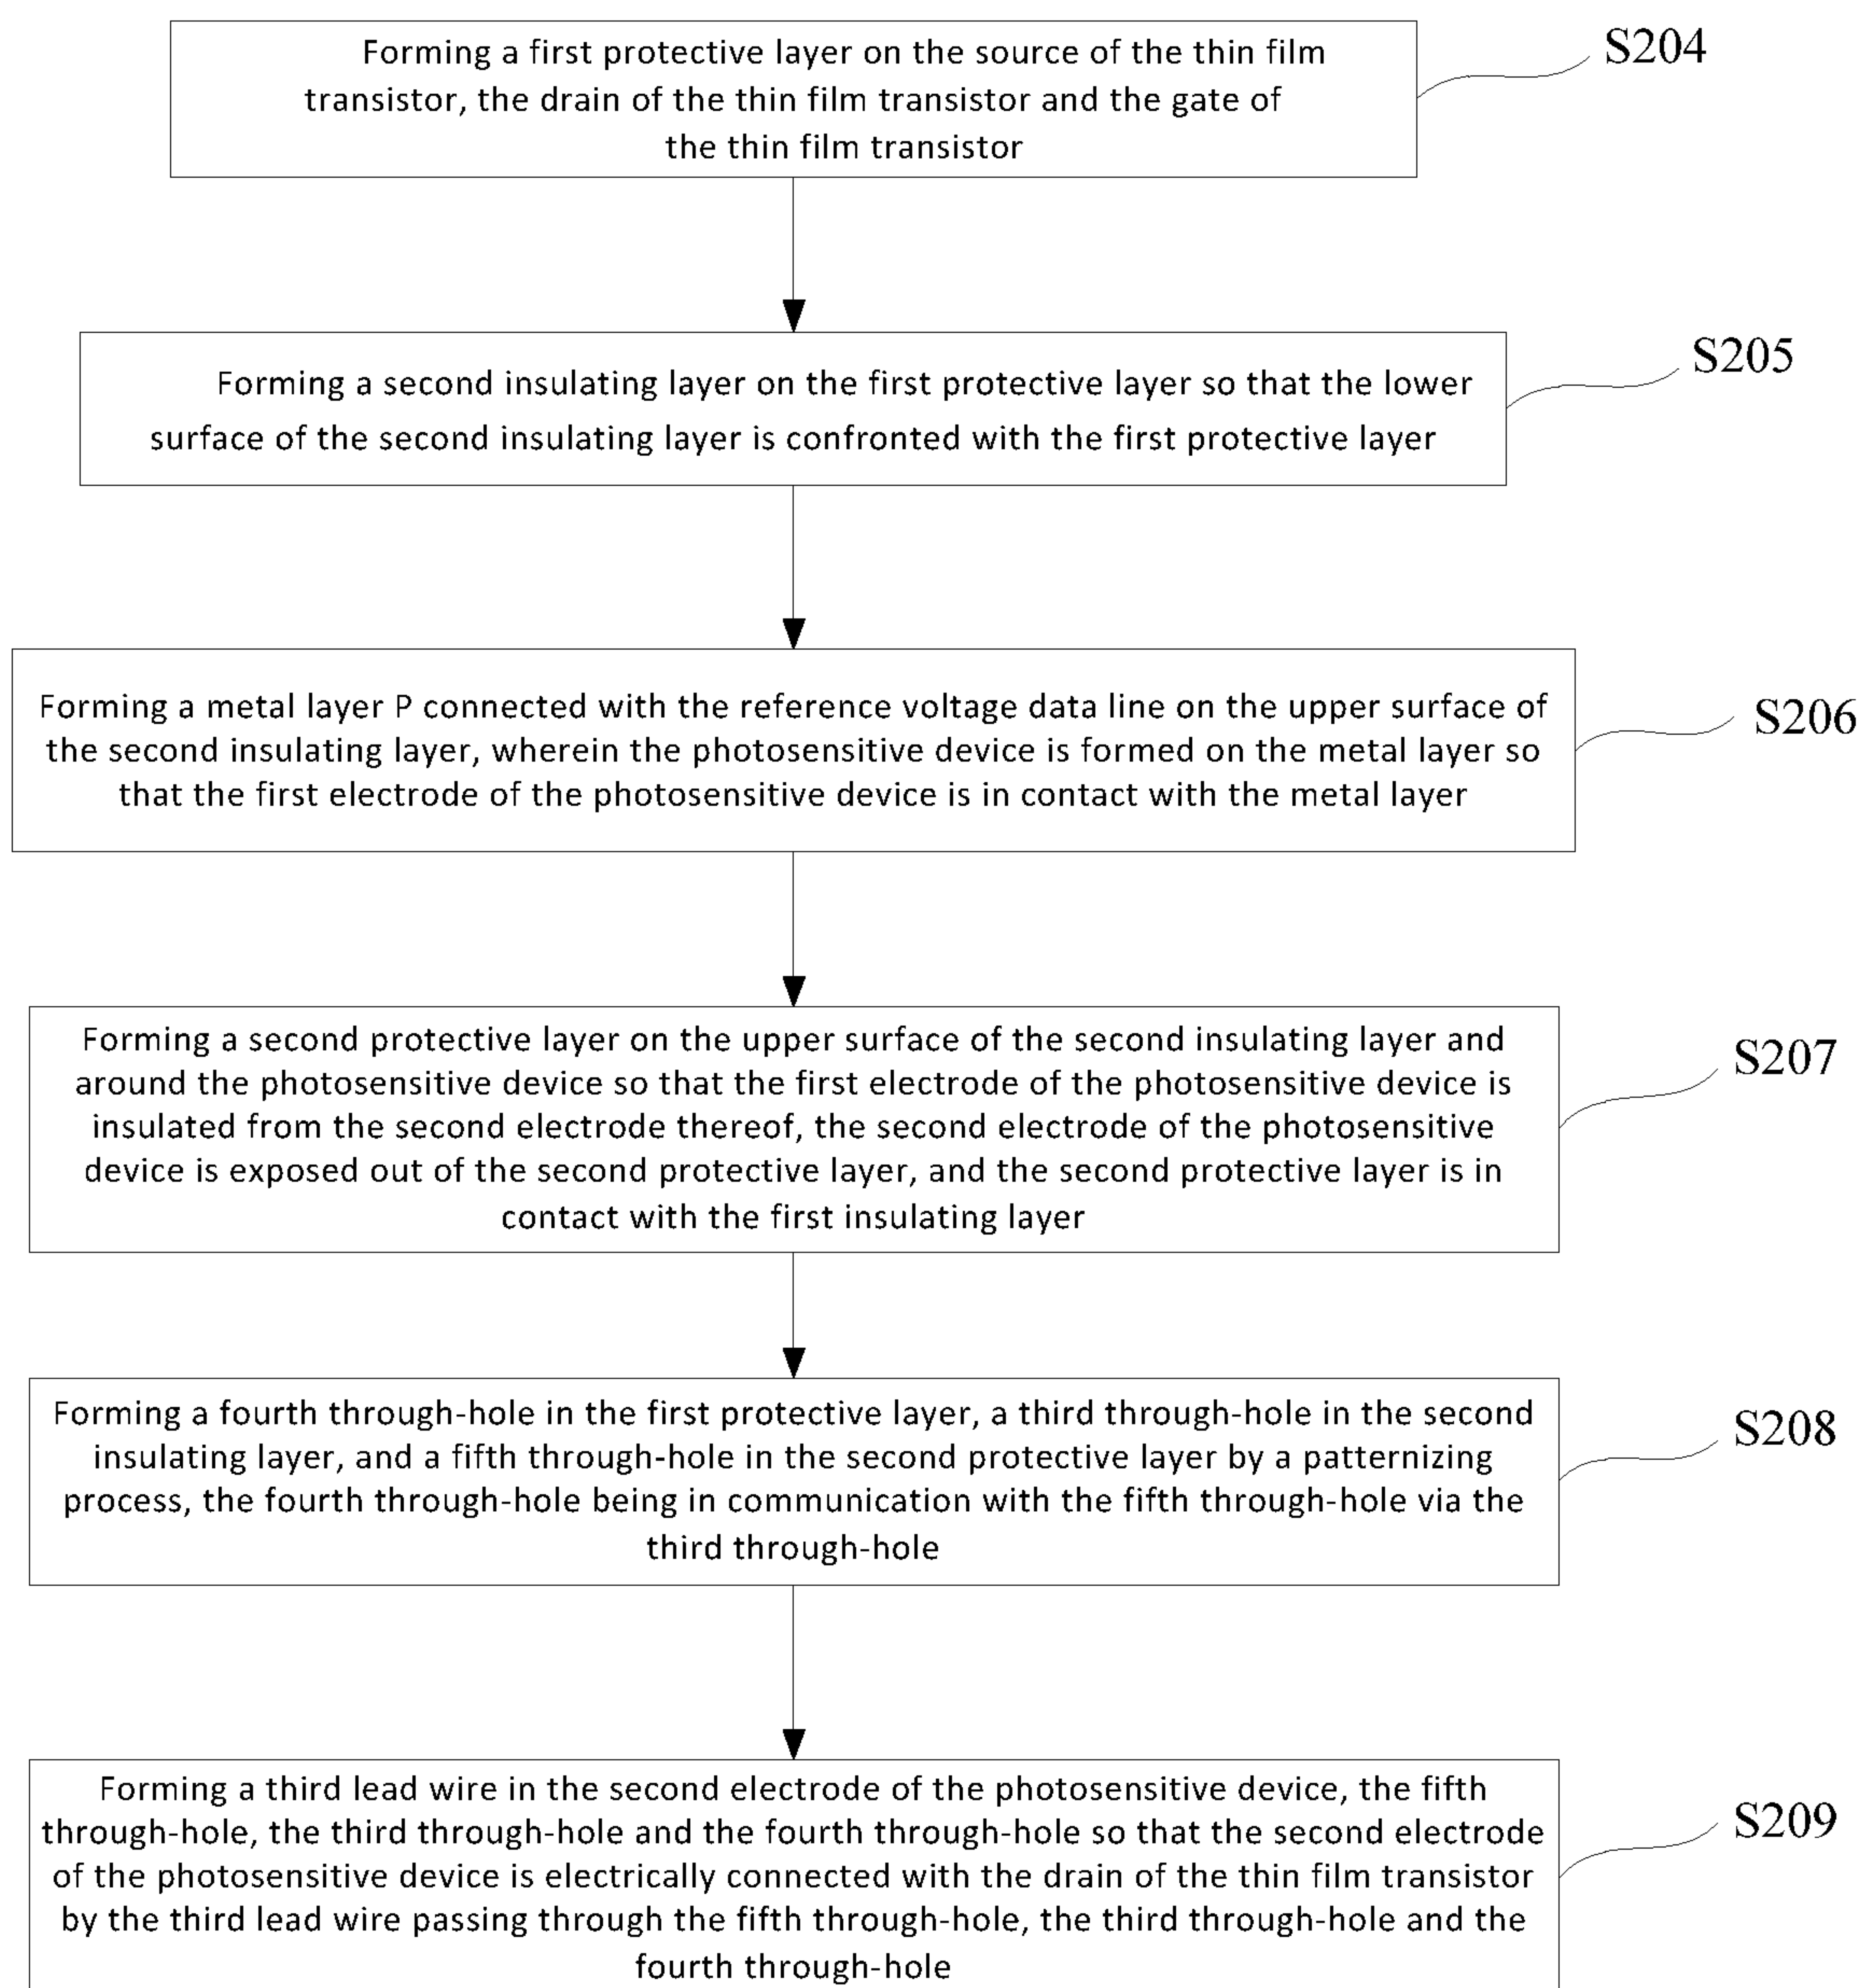 Forming a first protective layer on the source of the thin film
transistor, the drain of the thin film transistor and the gate of
the thin film transistor
S204
Forming a second insulating layer on the first protective layer so that the lower
surface of the second insulating layer is confronted with the first protective layer
S205
Forming a metal layer P connected with the reference voltage data line on the upper surface of
the second insulating layer, wherein the photosensitive device is formed on the metal layer so
that the first electrode of the photosensitive device is in contact with the metal layer
S206
Forming a second protective layer on the upper surface of the second insulating layer and
around the photosensitive device so that the first electrode of the photosensitive device is
insulated from the second electrode thereof, the second electrode of the photosensitive
device is exposed out of the second protective layer, and the second protective layer is in
contact with the first insulating layer
S207
Forming a fourth through-hole in the first protective layer, a third through-hole in the second
insulating layer, and a fifth through-hole in the second protective layer by a patternizing
process, the fourth through-hole being in communication with the fifth through-hole via the
third through-hole
S208
Forming a third lead wire in the second electrode of the photosensitive device, the fifth
through-hole, the third through-hole and the fourth through-hole so that the second electrode
of the photosensitive device is electrically connected with the drain of the thin film transistor
by the third lead wire passing through the fifth through-hole, the third through-hole and the
fourth through-hole
S209